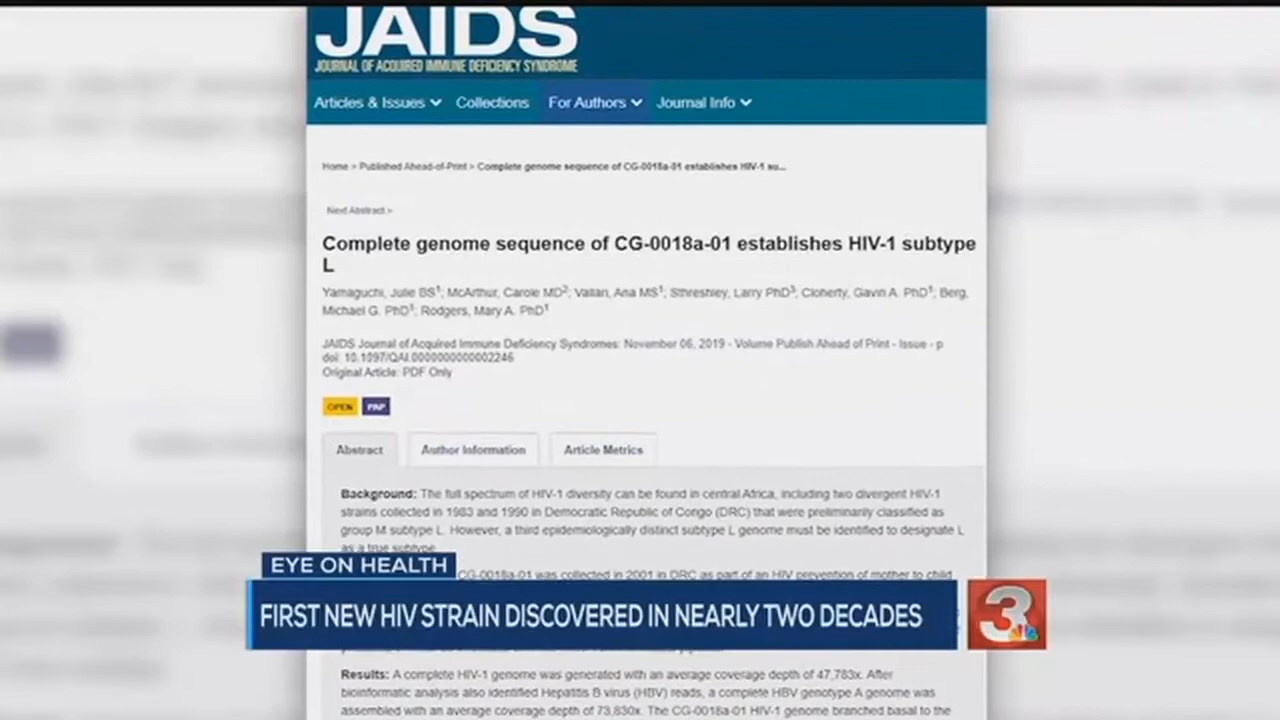 JAIDS
JOURNAL OF ACQUIRED IMMUNE DEFICIENCY SYNDROME
Articles & Issues Collections For Authors Journal Info
Home > Published Ahead-of-Print > Complete genome sequence of CG-0018a-01 establishes HIV-1 su...
Next Abstract >
Complete genome sequence of CG-0018a-01 establishes HIV-1 subtype
L
Yamaguchi, Julie BS1; McArthur, Carole MD2; Vallari, Ana MS1; Sthreshley, Larry PhD3; Cloherty, Gavin A. PhD1; Berg,
Michael G. PhD1; Rodgers, Mary A. PhD1
JAIDS Journal of Acquired Immune Deficiency Syndromes: November 06, 2019 - Volume Publish Ahead of Print - Issue - p
doi: 10.1097/QAI.0000000000002246
Original Article: PDF Only
OPEN PAP
Abstract Author Information Article Metrics
Background: The full spectrum of HIV-1 diversity can be found in central Africa, including two divergent HIV-1
strains collected in 1983 and 1990 in Democratic Republic of Congo (DRC) that were preliminarily classified as
group M subtype L. However, a third epidemiologically distinct subtype L genome must be identified to designate L
as a true subtype
EYE ON HEALTH
CG-0018a-01 was collected in 2001 in DRC as part of an HIV prevention of mother to child
FIRST NEW HIV STRAIN DISCOVERED IN NEARLY TWO DECADES
3
Results: A complete HIV-1 genome was generated with an average coverage depth of 47,783x. After
bioinformatic analysis also identified Hepatitis B virus (HBV) reads, a complete HBV genotype A genome was
assembled with an average coverage depth of 73,830x. The CG-0018a-01 HIV-1 genome branched basal to the